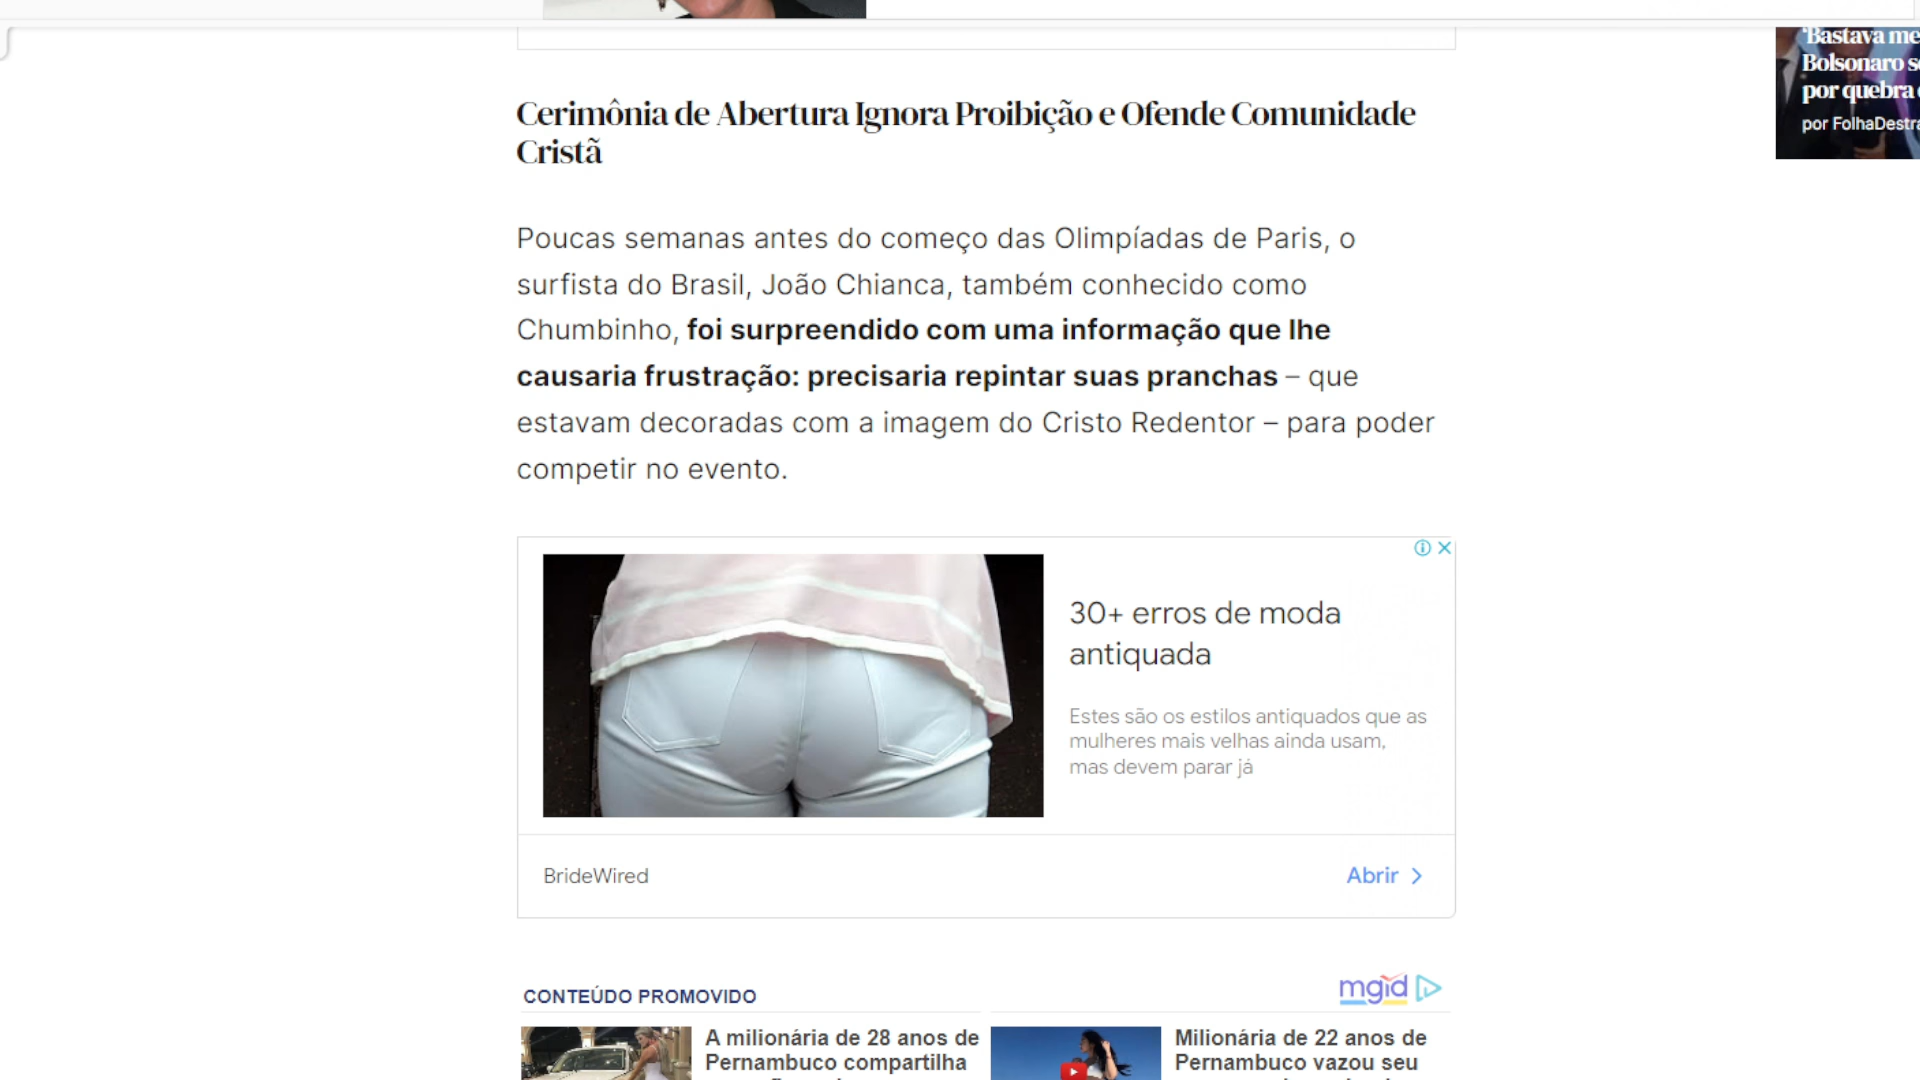 'Bastava me
Bolsonaro s
por quebra
por FolhaDestra
Cerimônia de Abertura Ignora Proibição e Ofende Comunidade
Cristã
Poucas semanas antes do começo das Olimpíadas de Paris, o
surfista do Brasil, João Chianca, também conhecido como
Chumbinho, foi surpreendido com uma informação que lhe
causaria frustração: precisaria repintar suas pranchas – que
estavam decoradas com a imagem do Cristo Redentor – para poder
competir no evento.
30+ erros de moda
antiquada
Estes são os estilos antiquados que as
mulheres mais velhas ainda usam,
mas devem parar já
BrideWired
Abrir
CONTEÚDO PROMOVIDO
mgid
A milionária de 28 anos de
Pernambuco compartilha
Milionária de 22 anos de
Pernambuco vazou seu